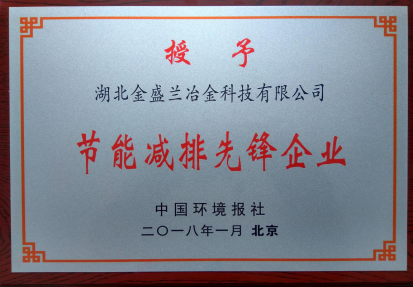 授予
湖北金盛兰冶金科技有限公司
节能减排先锋企业
中国环境报社
二〇一八年一月 北京